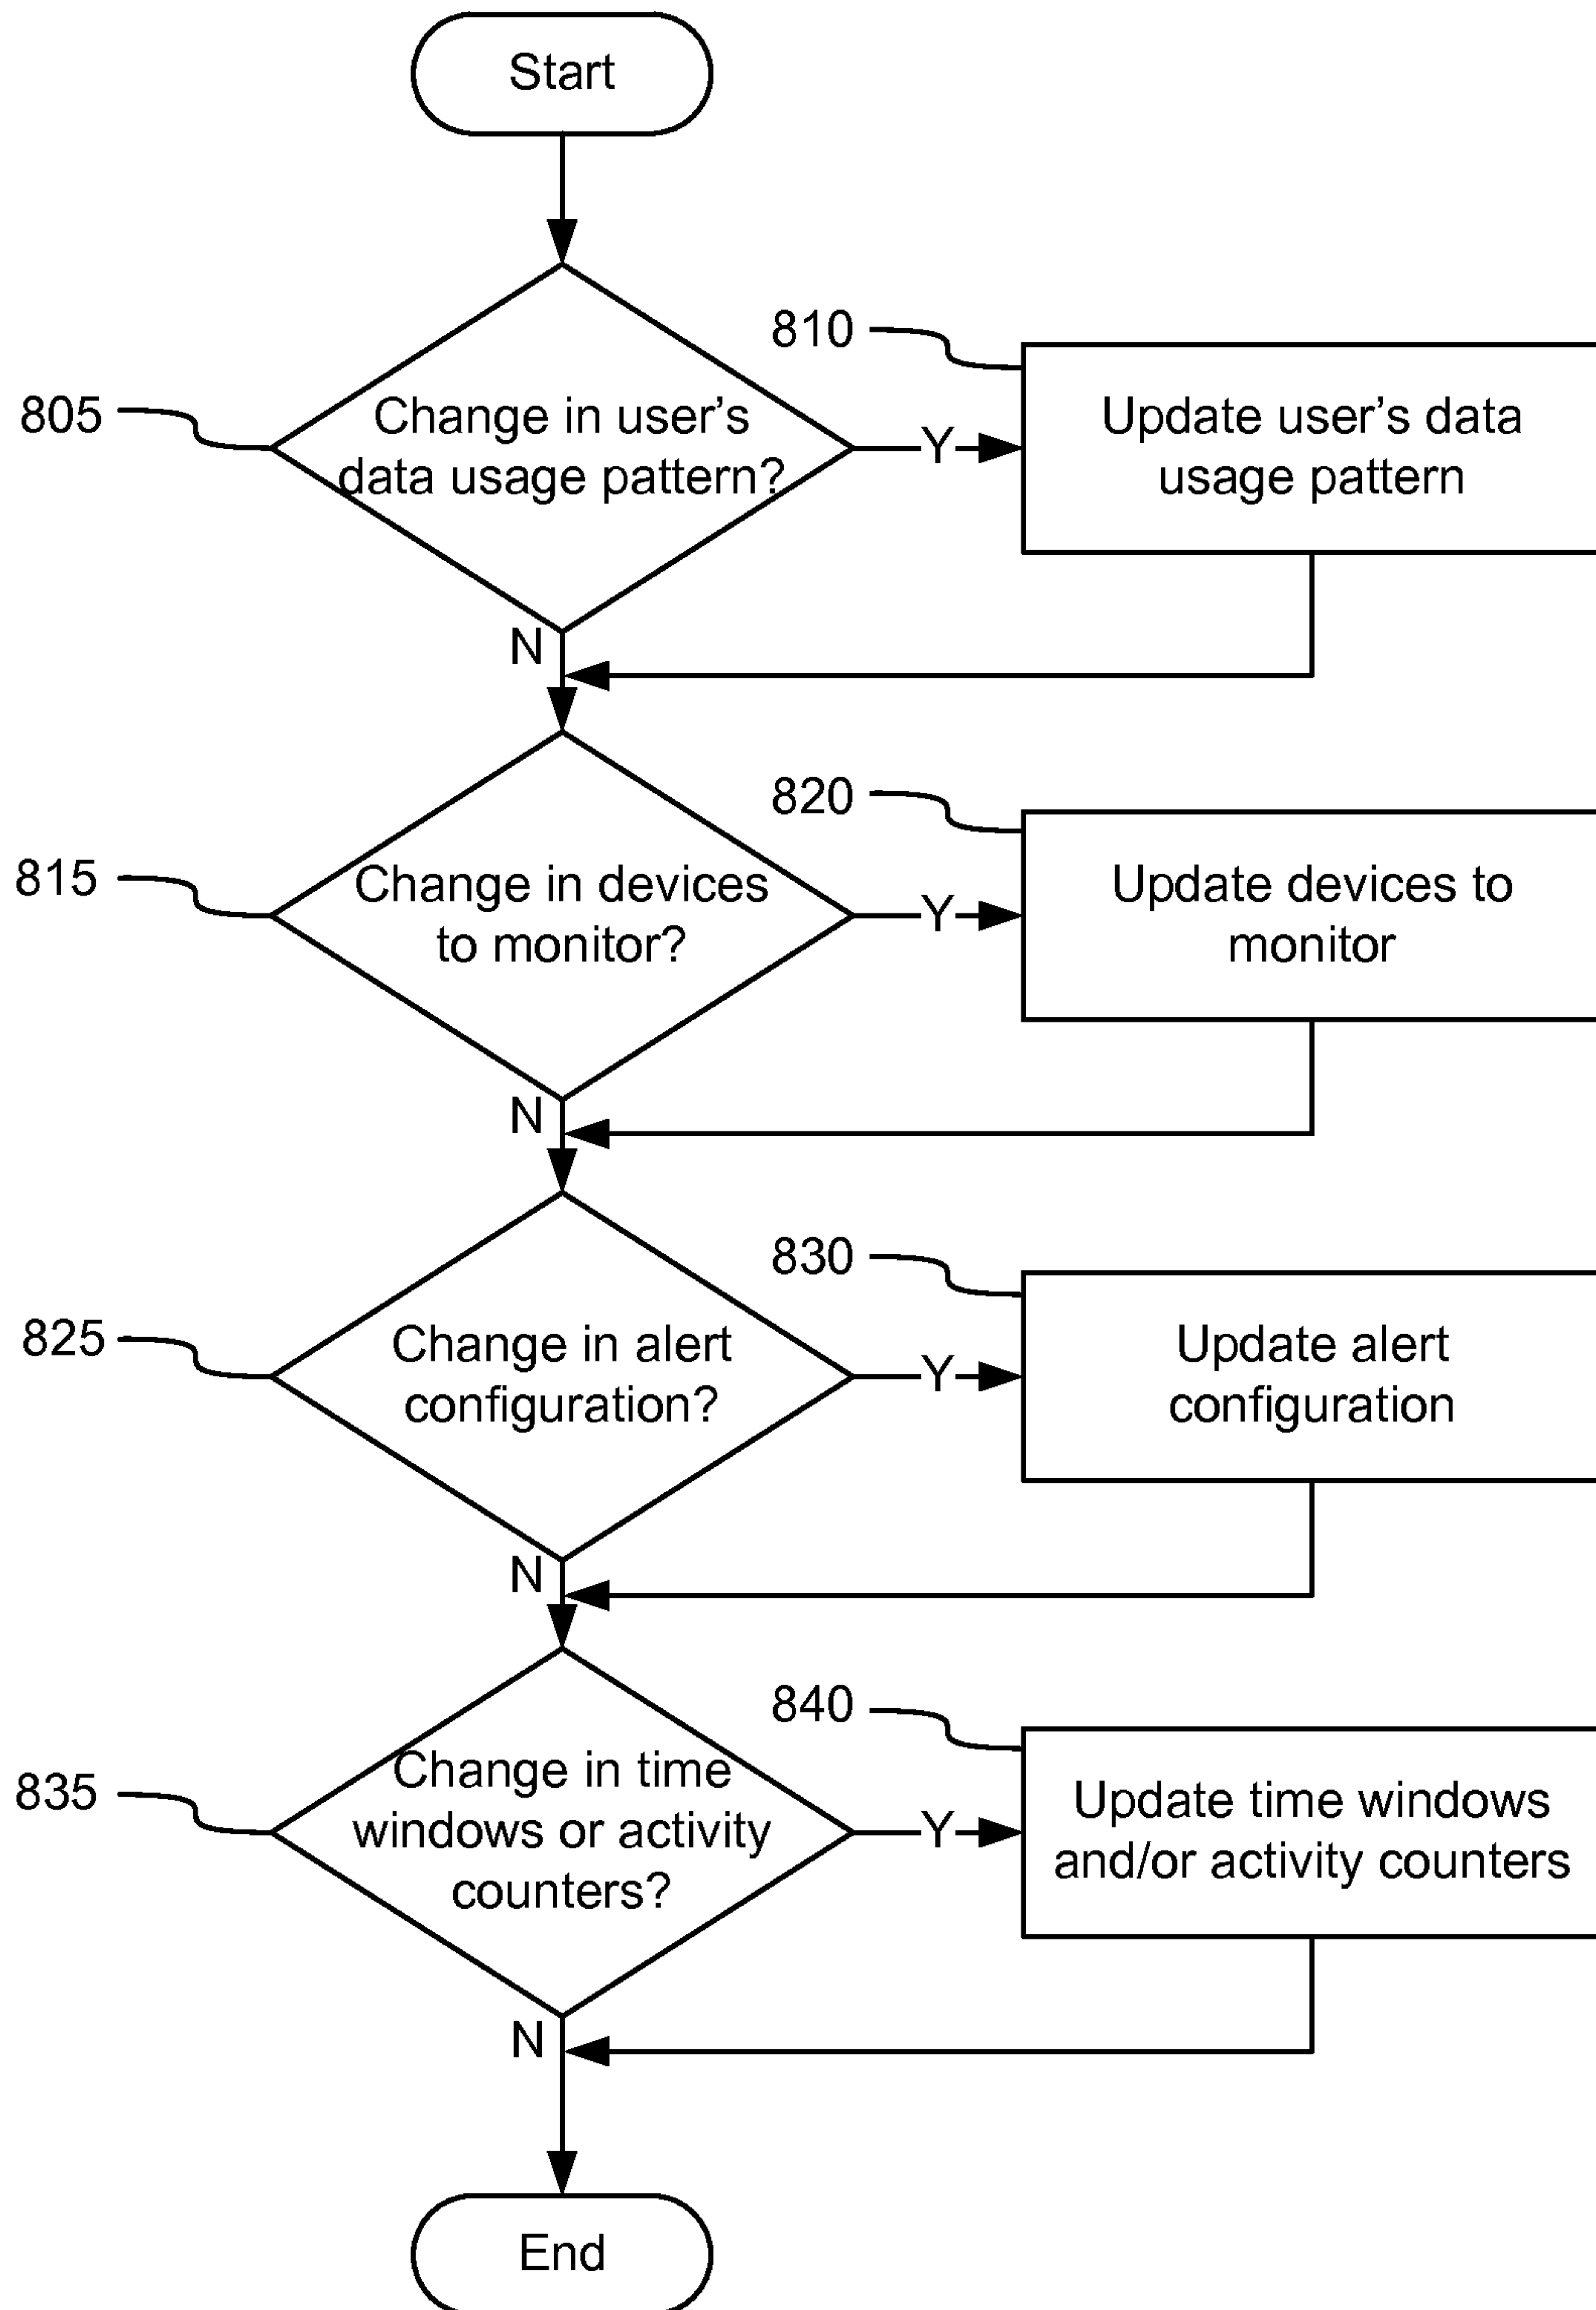 Start
810
805
Change in user's
data usage pattern?
Y
Update user's data
usage pattern
N
820
815
Change in devices
to monitor?
Y
Update devices to
monitor
N
830
825
Change in alert
configuration?
Y
Update alert
configuration
N
840
835
Change in time
windows or activity
counters?
Y
Update time windows
and/or activity counters
N
End